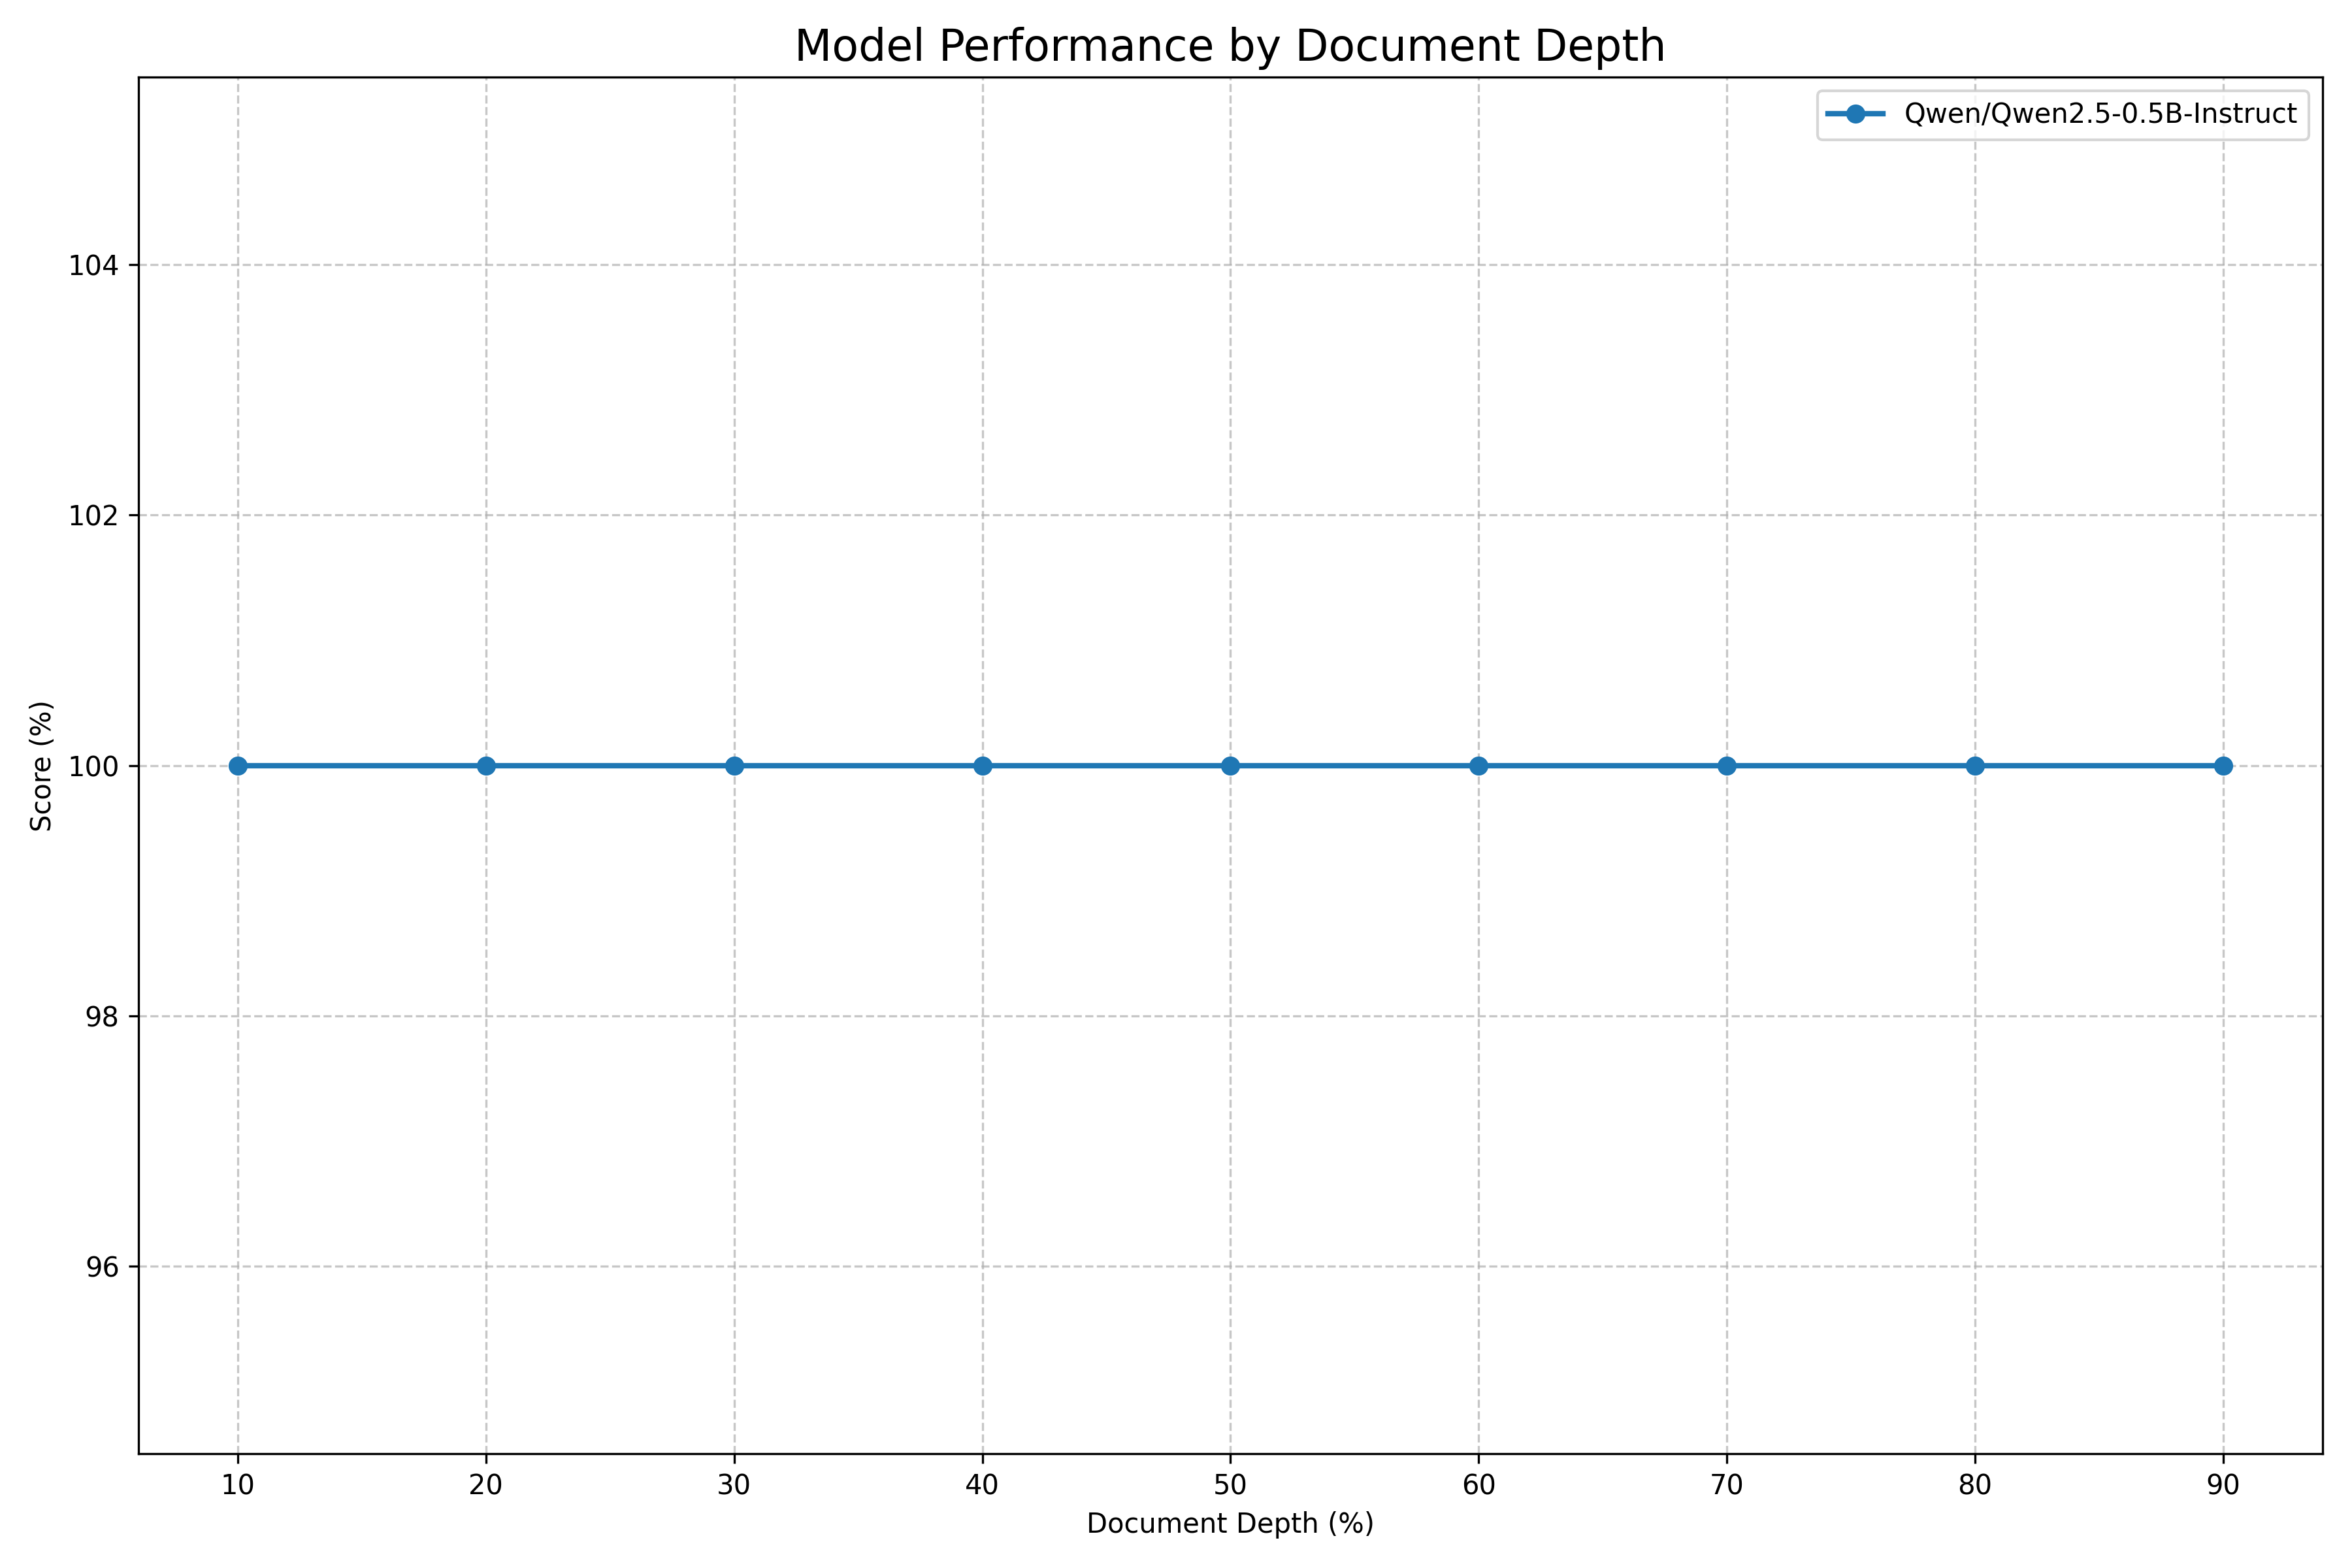 Model Performance by Document Depth
Qwen/Qwen2.5-0.5B-Instruct
104
102
100
98
96
Score (%)
10 20 30 40 50 60 70 80 90
Document Depth (%)